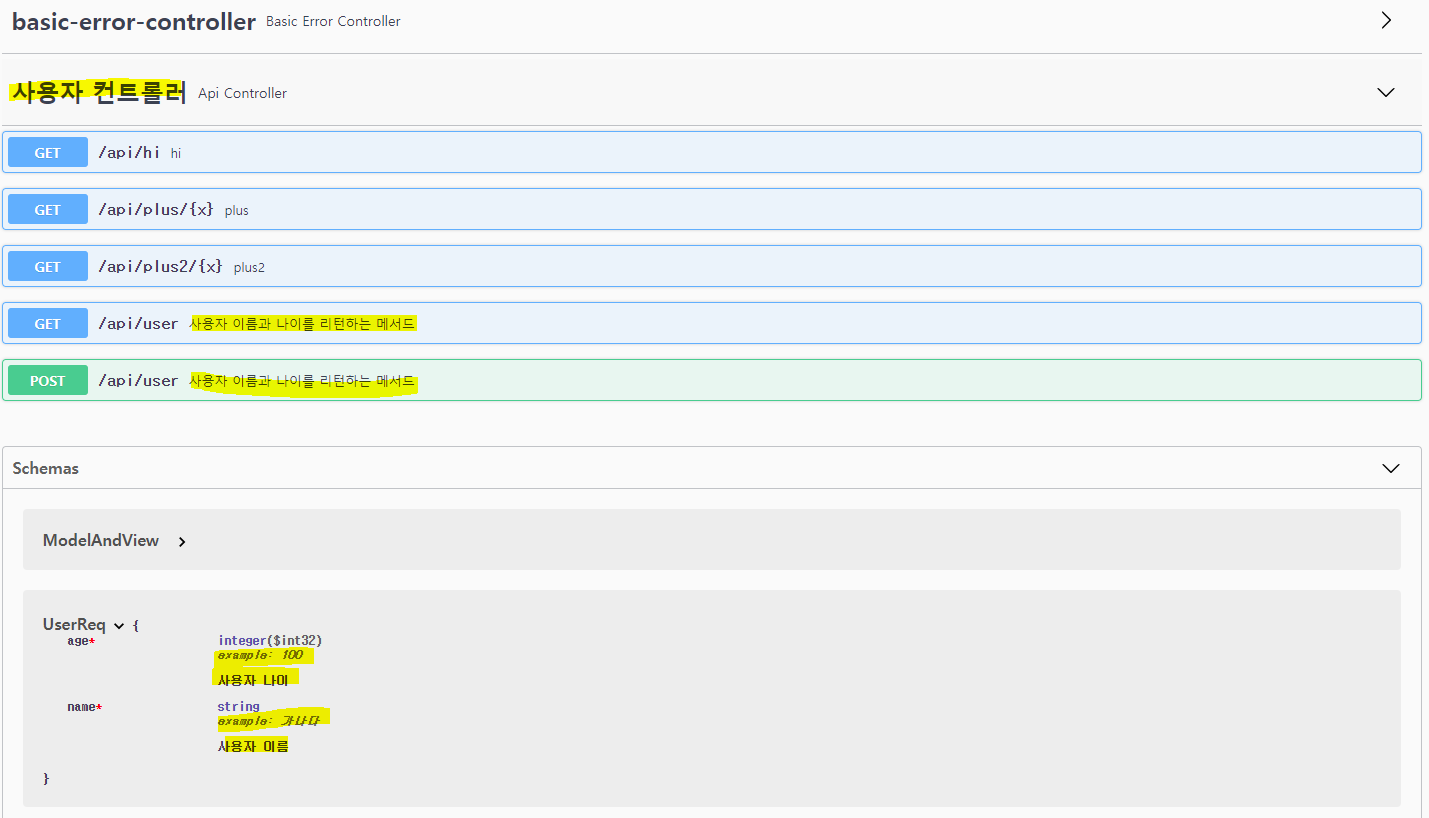 basic-error-controller Basic Error Controller
사용자 컨트롤러 Api Controller
GET /api/hi hi
GET /api/plus/{x} plus
GET /api/plus2/{x} plus2
GET /api/user 사용자 이름과 나이를 리턴하는 메서드
POST /api/user 사용자 이름과 나이를 리턴하는 메서드
Schemas
ModelAndView
UserReq {
age* integer($int32)
example: 100
사용자 나이
name* string
example: 가나다
사용자 이름
}